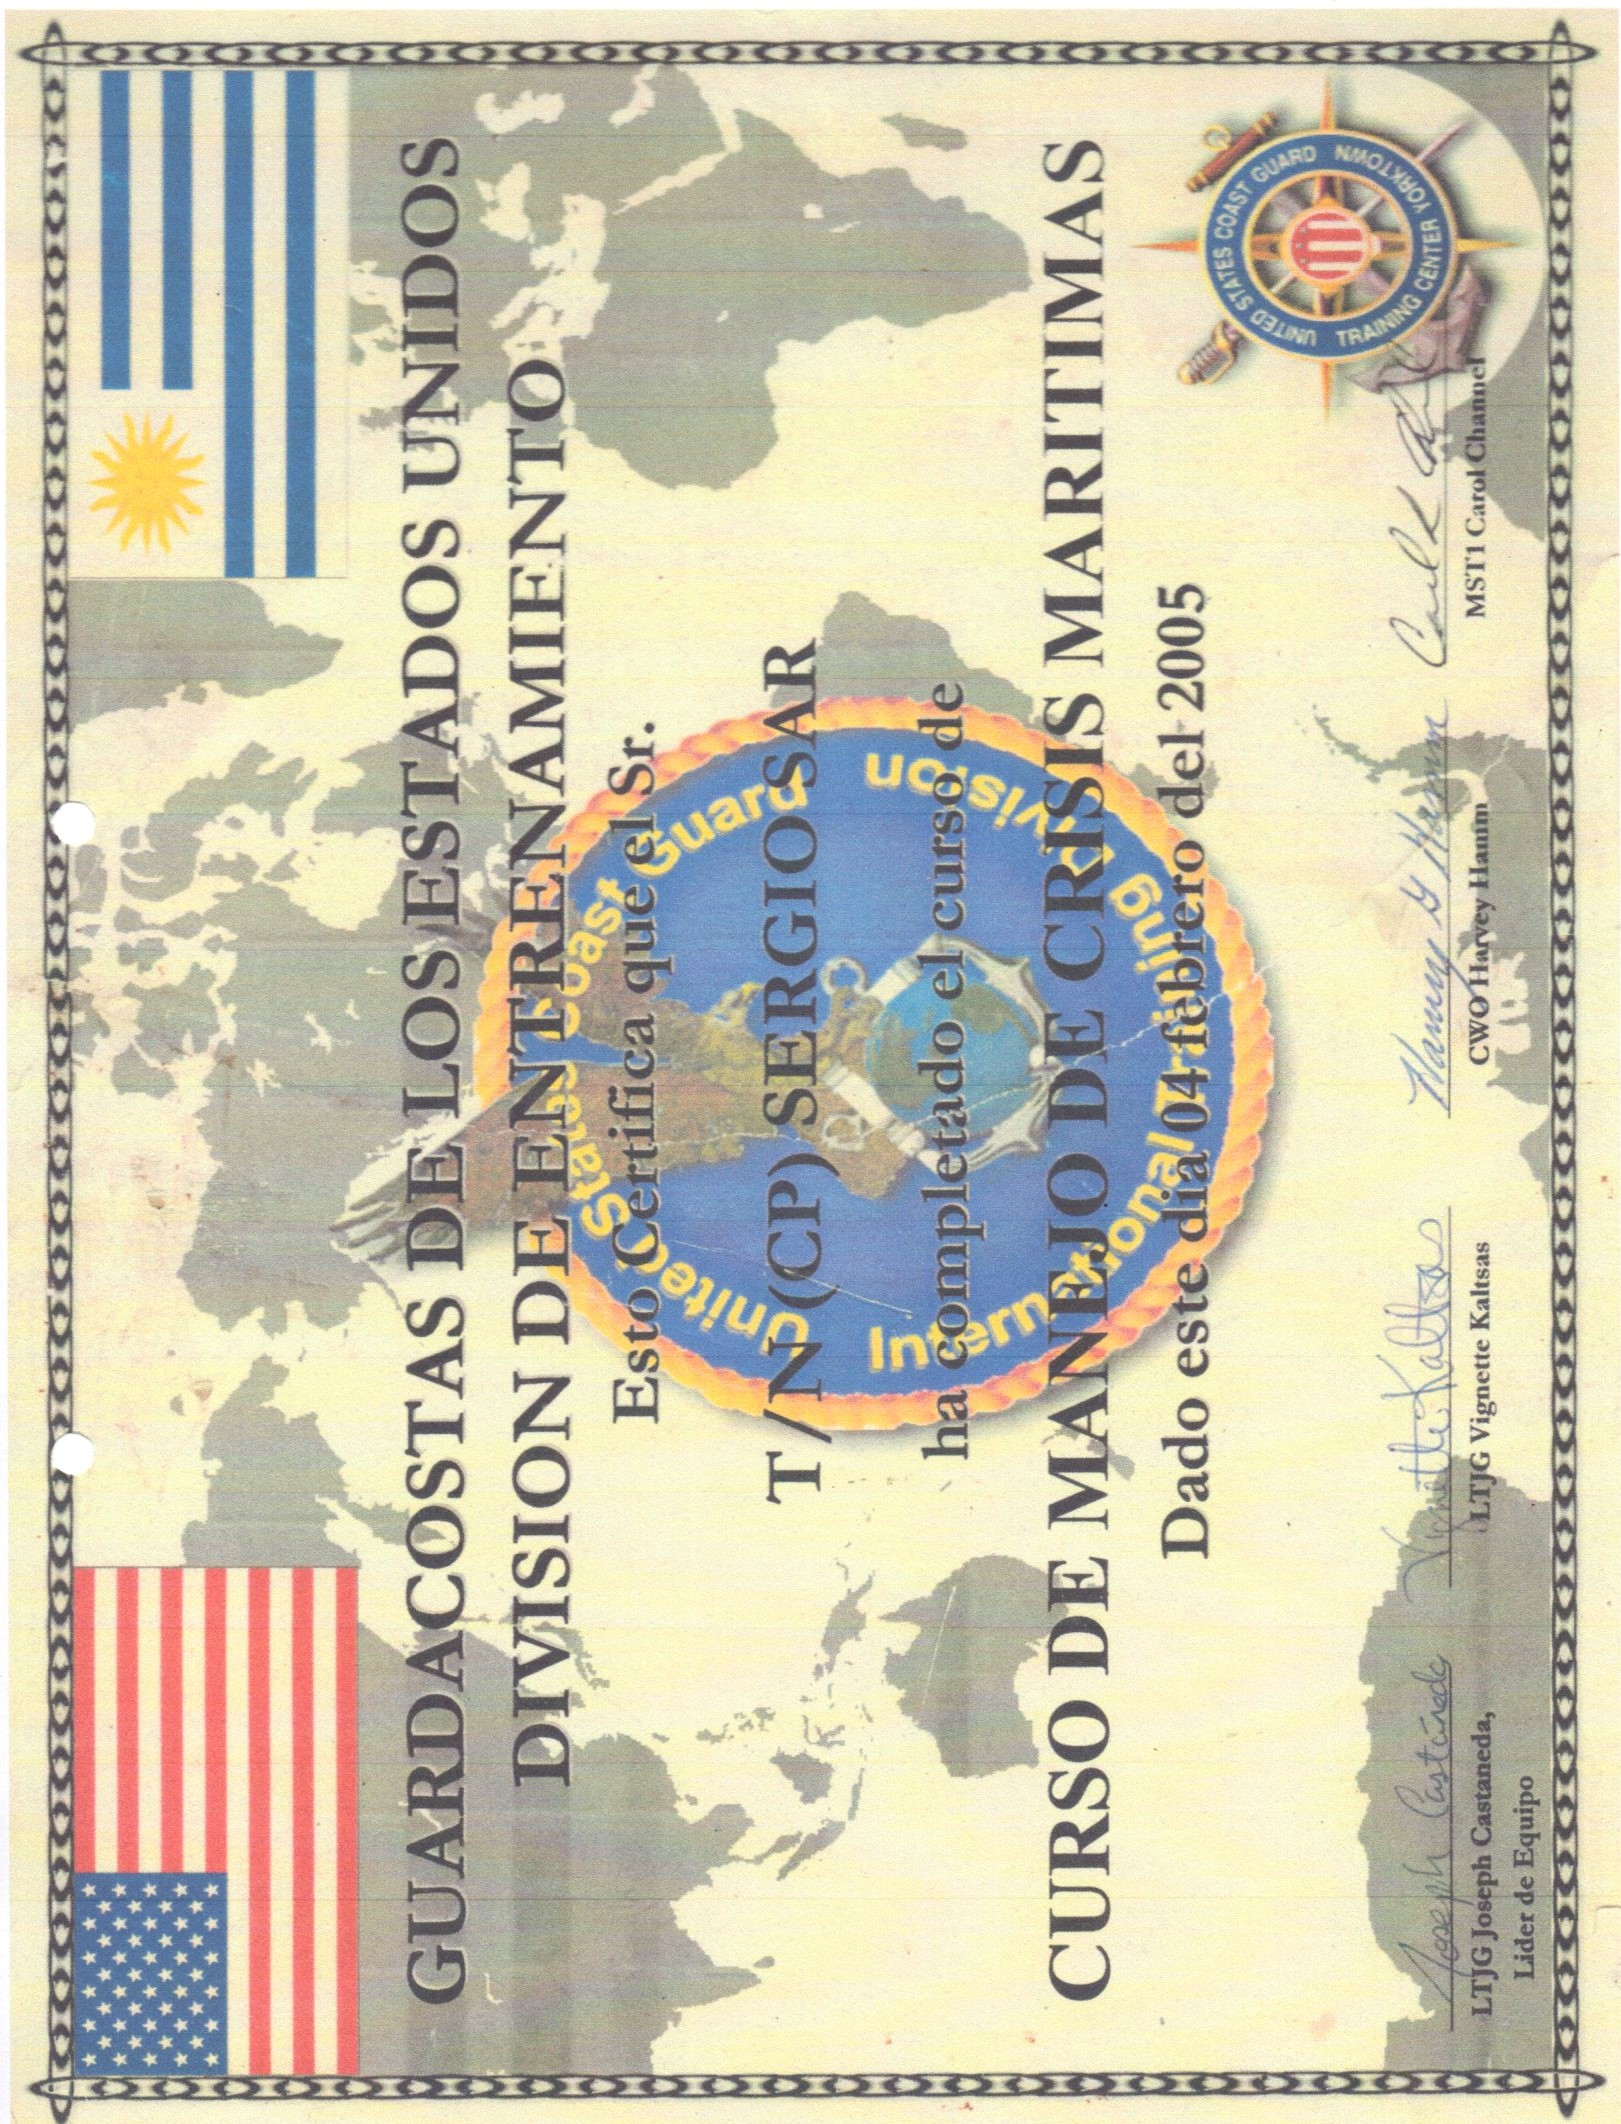 GUARDACOSTAS DE LOS ESTADOS UNIDOS
DIVISION DE ENTRENAMIENTO
Esto Certifica que el Sr.
T/N (CP) SERGIO SAR
ha completado el curso de
CURSO DE MANEJO DE CRISIS MARITIMAS
Dado este dia 04 febrero del 2005
United States Coast Guard
International Training Division
UNITED STATES COAST GUARD
TRAINING CENTER YORKTOWN
Joseph Castañeda
Vignette Kaltsas
Harvey G Hamm
LTJG Joseph Castaneda,
Lider de Equipo
LTJG Vignette Kaltsas
CWO Harvey Hamm
MST1 Carol Channel